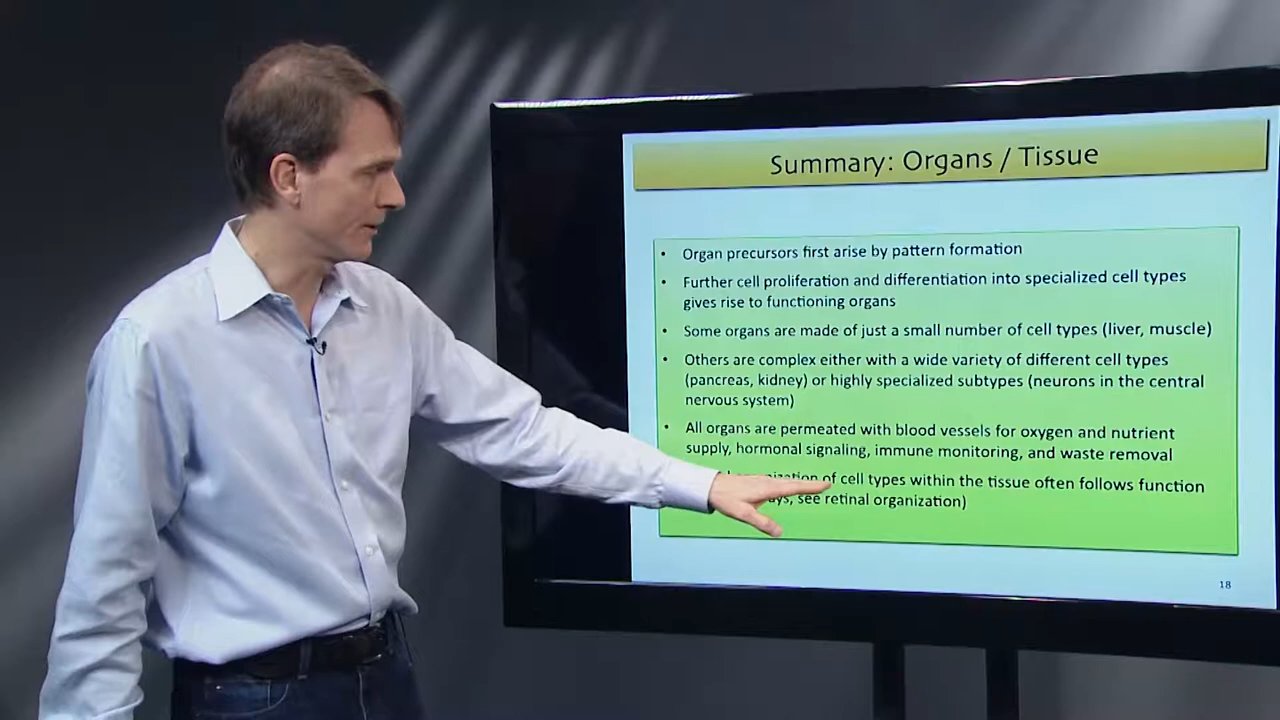 Summary: Organs / Tissue
• Organ precursors first arise by pattern formation
• Further cell proliferation and differentiation into specialized cell types
gives rise to functioning organs
• Some organs are made of just a small number of cell types (liver, muscle)
• Others are complex either with a wide variety of different cell types
(pancreas, kidney) or highly specialized subtypes (neurons in the central
nervous system)
• All organs are permeated with blood vessels for oxygen and nutrient
supply, hormonal signaling, immune monitoring, and waste removal
of cell types within the tissue often follows function
see retinal organization)
18